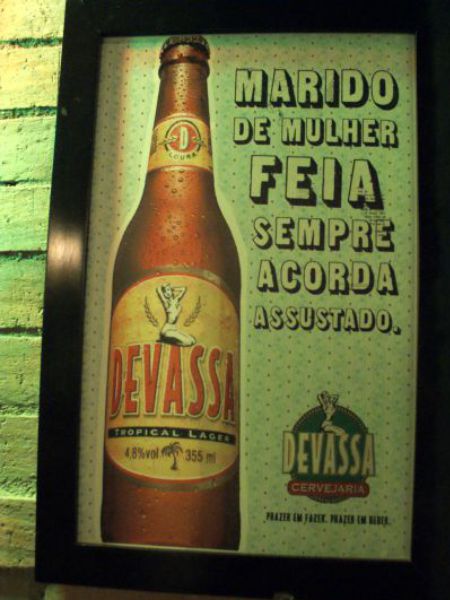 D
LOURA
DEVASSA
TROPICAL LAGER
4,8%vol 355 ml
MARIDO
DE MULHER
FEIA
SEMPRE
ACORDA
ASSUSTADO.
DEVASSA
CERVEJARIA
PRAZER EM FAZER. PRAZER EM BEBER.